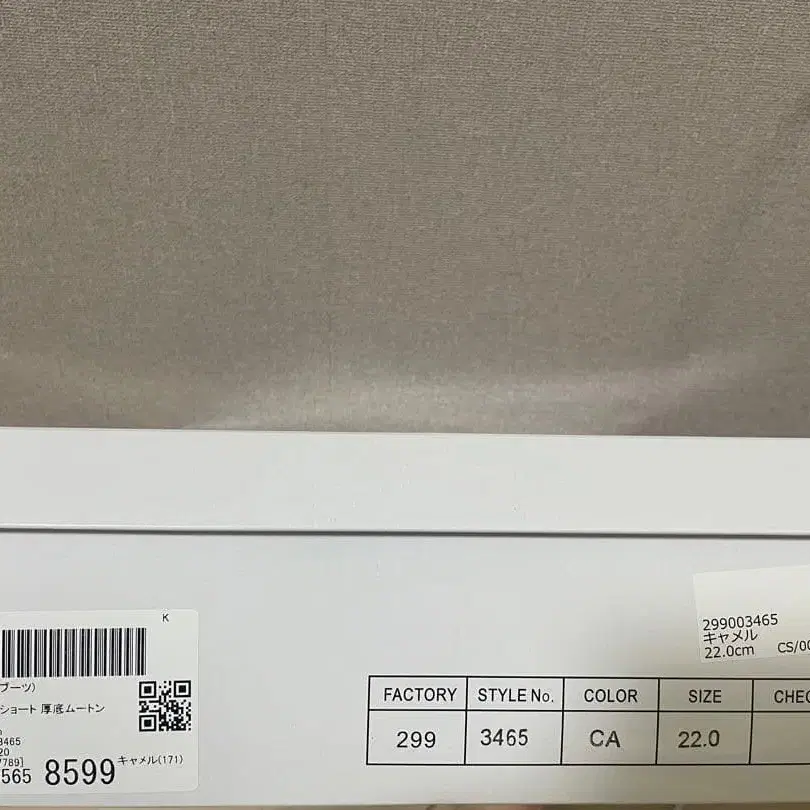 K
ブーツ)
ショート 厚底ムートン
3465
20
7789]
565 8599 キャメル(171)
299003465
キャメル
22.0cm CS/00
FACTORY STYLE No. COLOR SIZE CHEC
299 3465 CA 22.0